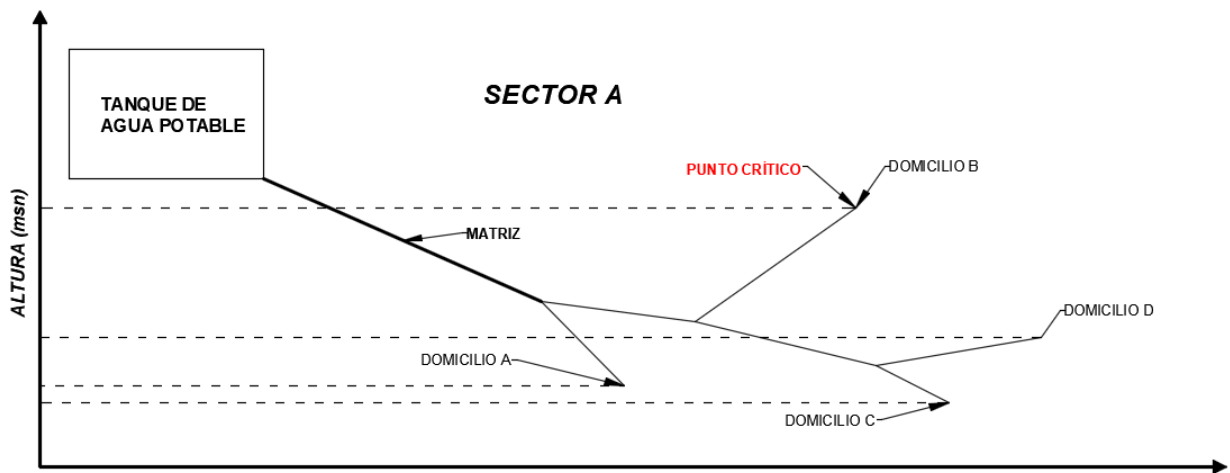 TANQUE DE
AGUA POTABLE
SECTOR A
PUNTO CRÍTICO
DOMICILIO B
ALTURA (msn)
MATRIZ
DOMICILIO D
DOMICILIO A
DOMICILIO C